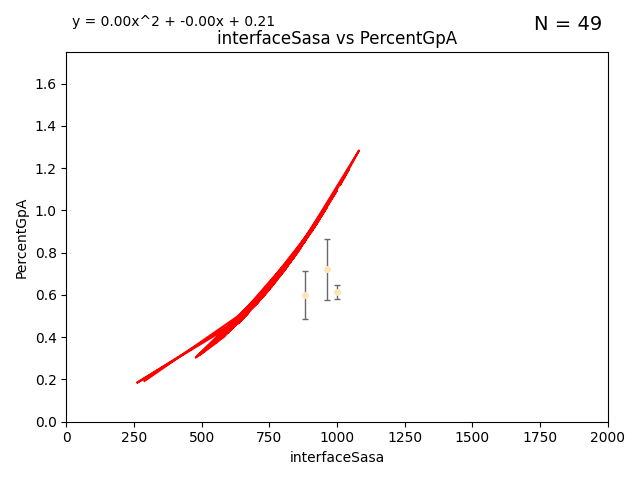 y = 0.00x^2 + -0.00x + 0.21
N = 49
interfaceSasa vs PercentGpA
PercentGpA
1.6
1.4
1.2
1.0
0.8
0.6
0.4
0.2
0.0
0 250 500 750 1000 1250 1500 1750 2000
interfaceSasa